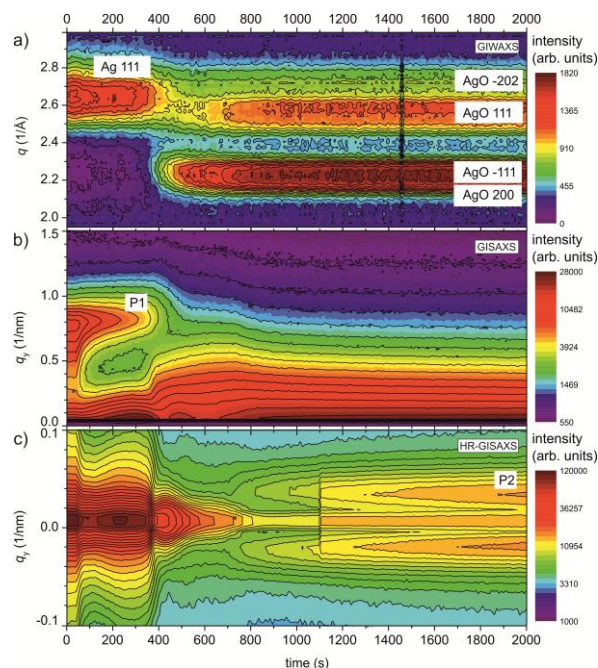 0 200 400 600 800 1000 1200 1400 1600 1800 2000
a)
GIWAXS
intensity
(arb. units)
Ag 111
AgO -202
AgO 111
AgO -111
AgO 200
2.8
2.6
2.4
2.2
2.0
q (1/Å)
1820
1365
910
455
0
b)
GISAXS
intensity
(arb. units)
P1
1.5
1.0
0.5
0.0
qy (1/nm)
28000
10482
3924
1469
550
c)
HR-GISAXS
intensity
(arb. units)
P2
0.1
0.0
-0.1
qy (1/nm)
120000
36257
10954
3310
1000
0 200 400 600 800 1000 1200 1400 1600 1800 2000
time (s)